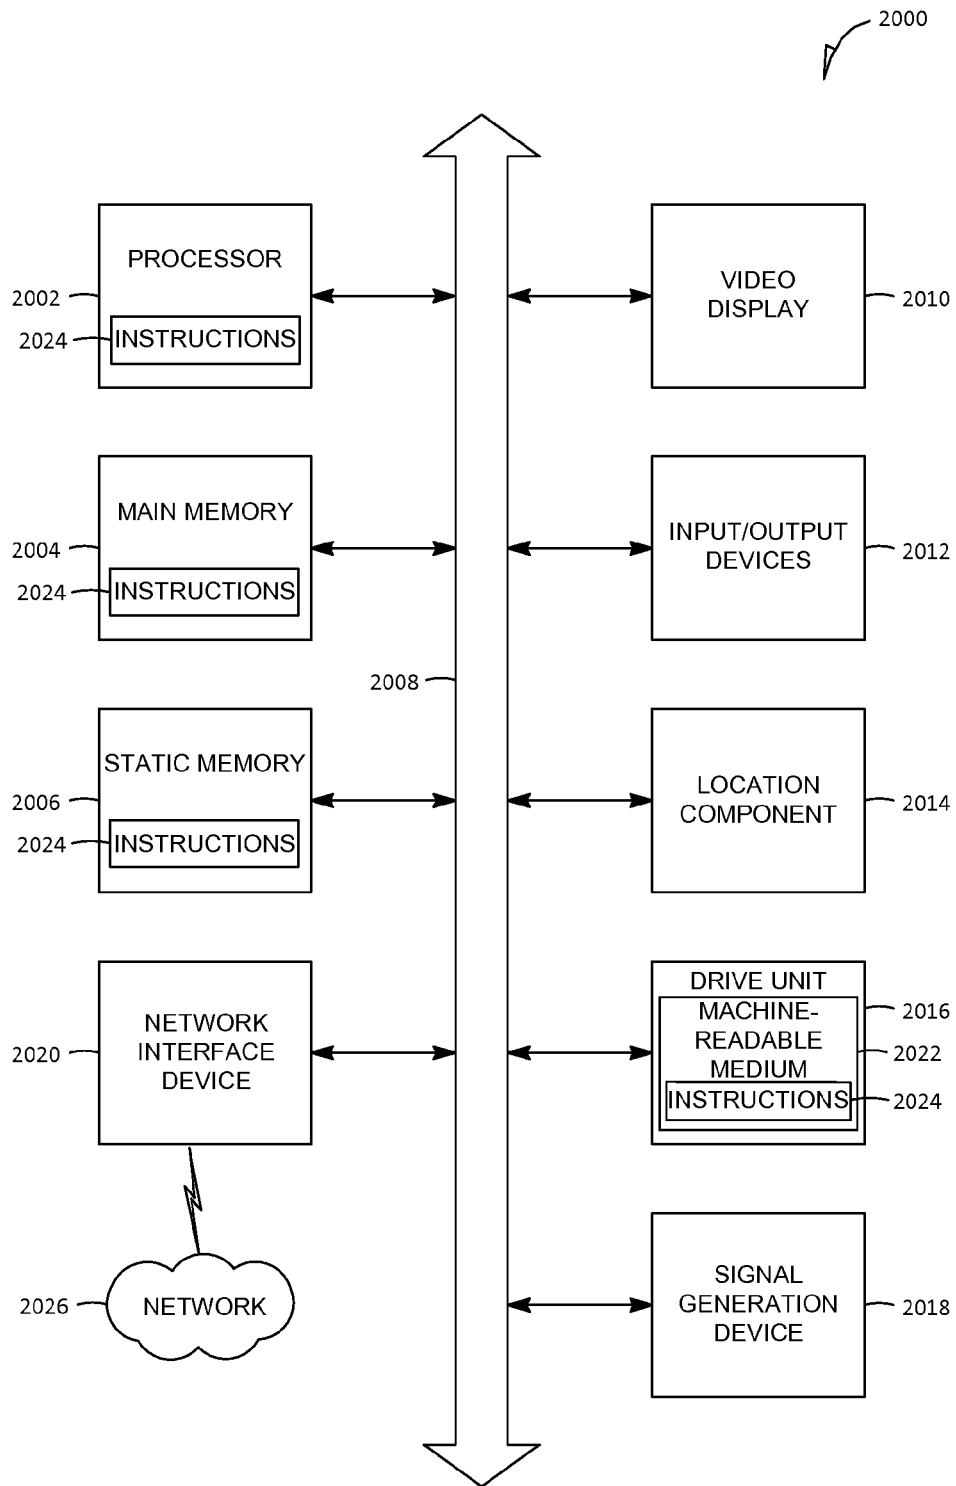 2000
PROCESSOR
2002
2024
INSTRUCTIONS
MAIN MEMORY
2004
2024
INSTRUCTIONS
2008
STATIC MEMORY
2006
2024
INSTRUCTIONS
NETWORK
INTERFACE
DEVICE
2020
2026
NETWORK
VIDEO
DISPLAY
2010
INPUT/OUTPUT
DEVICES
2012
LOCATION
COMPONENT
2014
DRIVE UNIT
2016
MACHINE-
READABLE
MEDIUM
2022
INSTRUCTIONS
2024
SIGNAL
GENERATION
DEVICE
2018